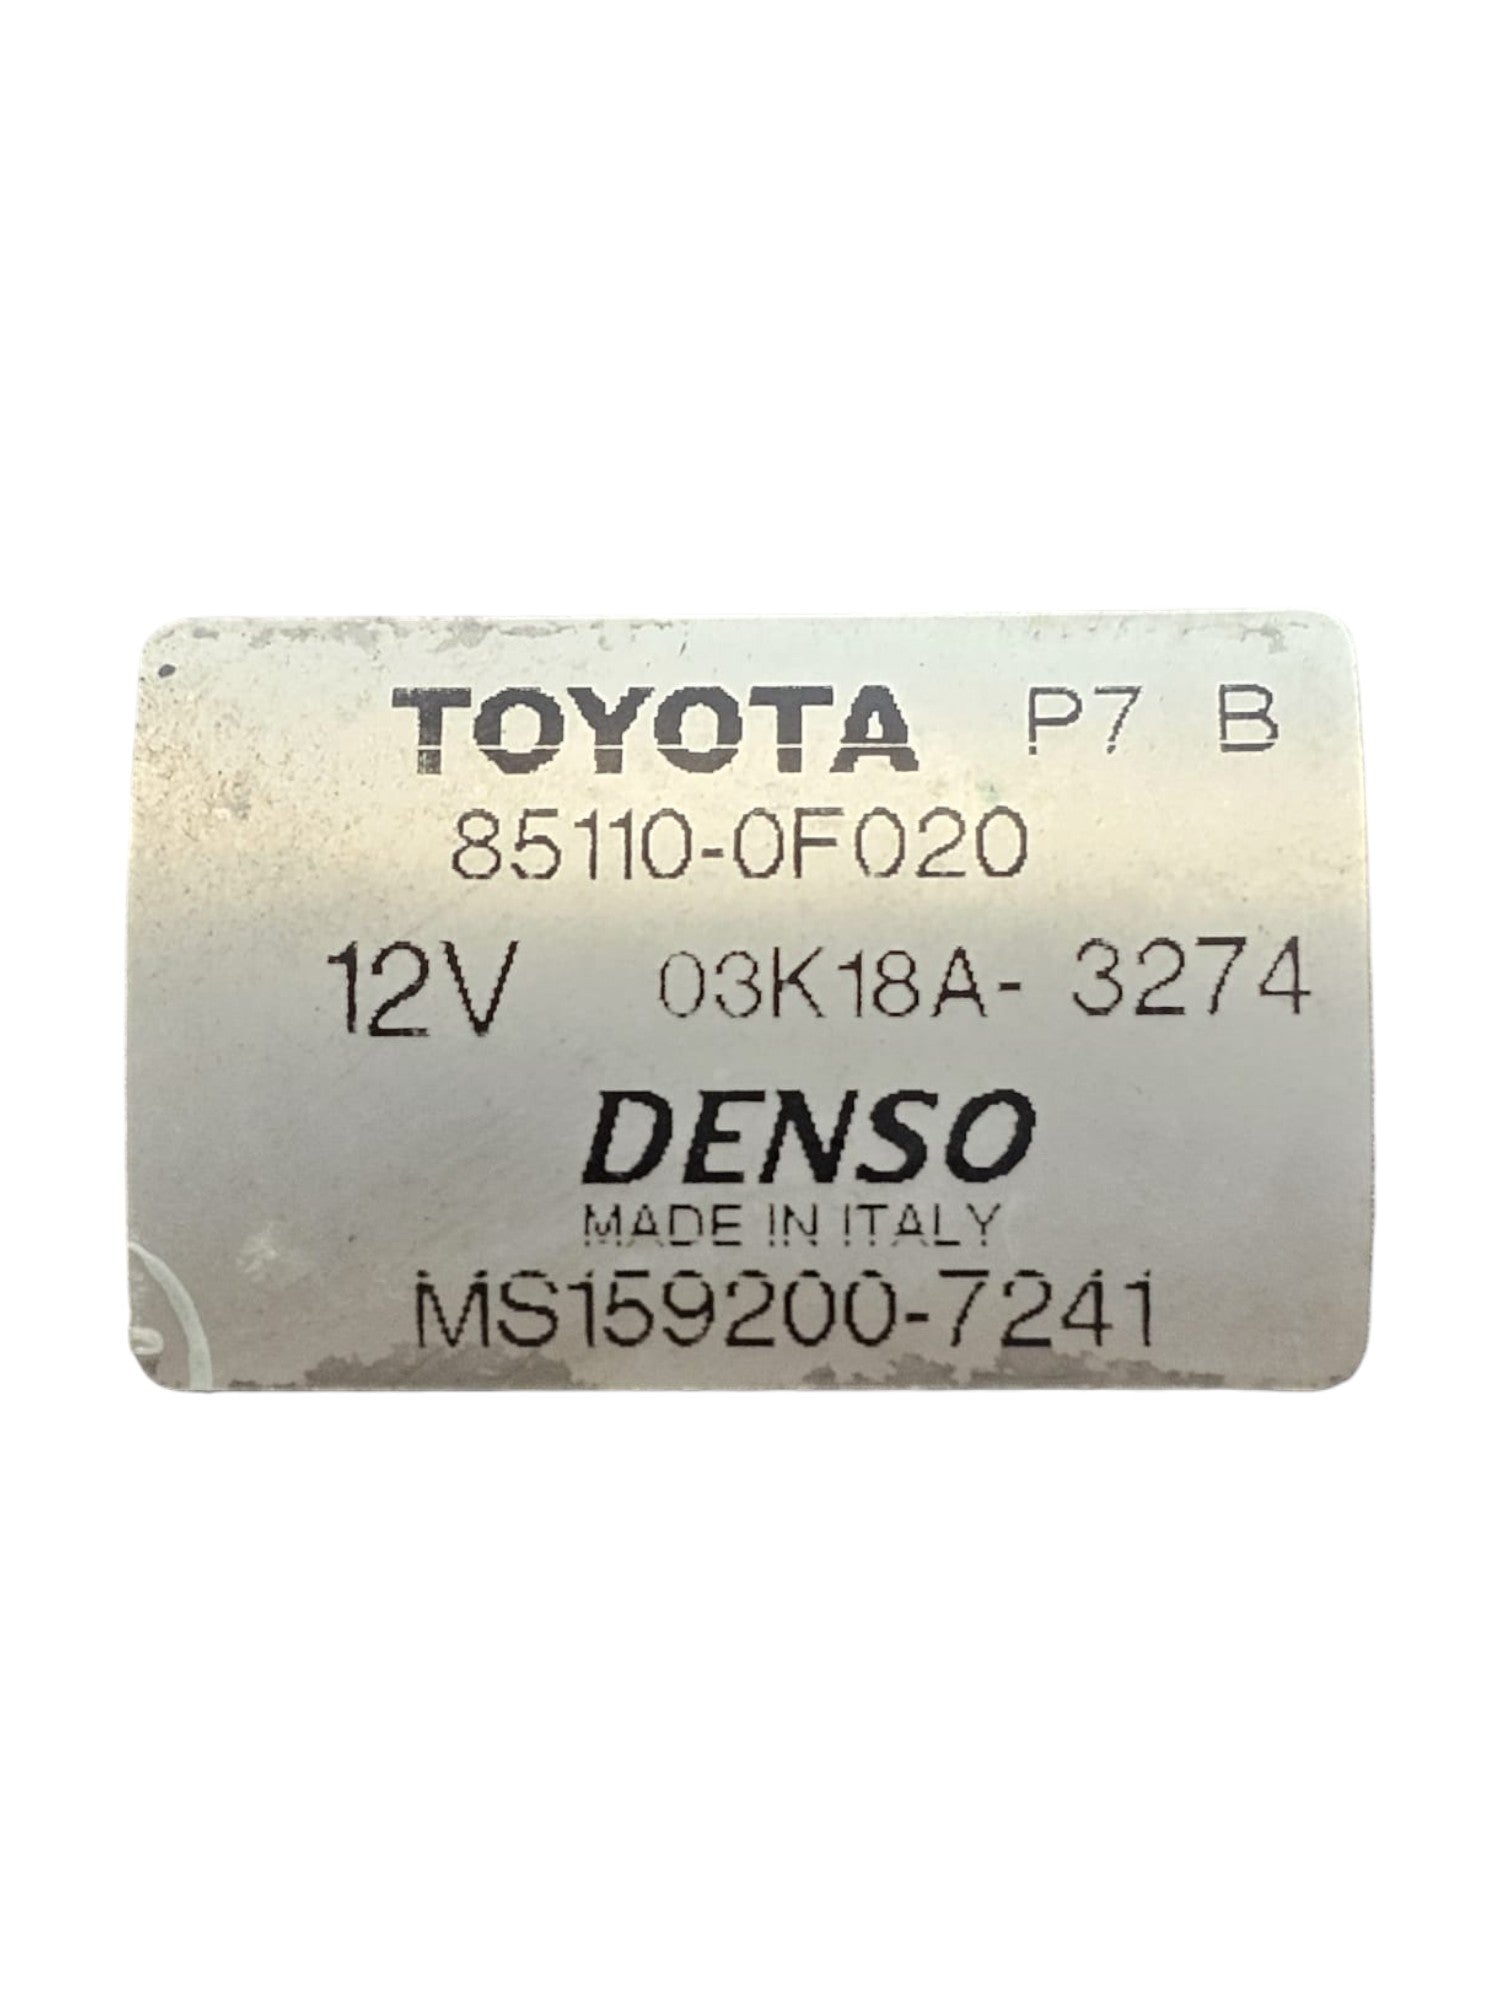 TOYOTA P7 B
85110-0F020
12V 03K18A- 3274
DENSO
MADE IN ITALY
MS159200-7241